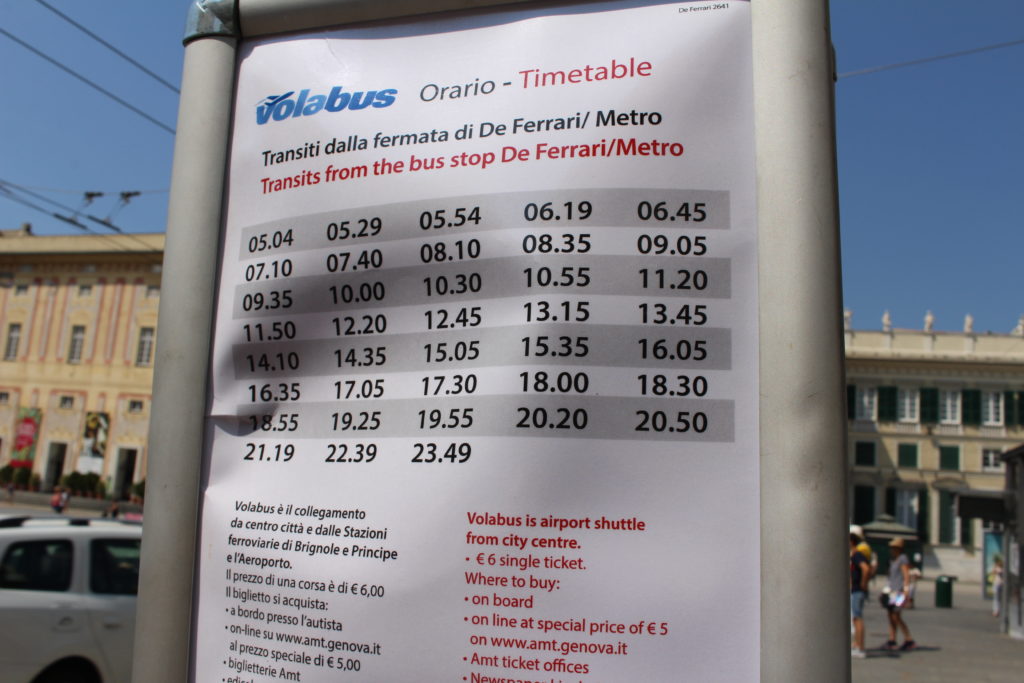 De Ferrari 2641
volabus Orario - Timetable
Transiti dalla fermata di De Ferrari/ Metro
Transits from the bus stop De Ferrari/Metro
05.04 05.29 05.54 06.19 06.45
07.10 07.40 08.10 08.35 09.05
09.35 10.00 10.30 10.55 11.20
11.50 12.20 12.45 13.15 13.45
14.10 14.35 15.05 15.35 16.05
16.35 17.05 17.30 18.00 18.30
18.55 19.25 19.55 20.20 20.50
21.19 22.39 23.49
Volabus è il collegamento
da centro città e dalle Stazioni
ferroviarie di Brignole e Principe
e l'Aeroporto.
Il prezzo di una corsa è di € 6,00
Il biglietto si acquista:
• a bordo presso l'autista
• on-line su www.amt.genova.it
al prezzo speciale di € 5,00
• biglietterie Amt
Volabus is airport shuttle
from city centre.
• € 6 single ticket.
Where to buy:
• on board
• on line at special price of € 5
on www.amt.genova.it
• Amt ticket offices